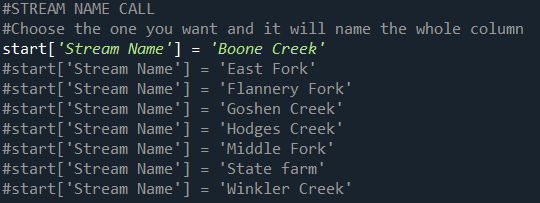 #STREAM NAME CALL
#Choose the one you want and it will name the whole column
start['Stream Name'] = 'Boone Creek'
#start['Stream Name'] = 'East Fork'
#start['Stream Name'] = 'Flannery Fork'
#start['Stream Name'] = 'Goshen Creek'
#start['Stream Name'] = 'Hodges Creek'
#start['Stream Name'] = 'Middle Fork'
#start['Stream Name'] = 'State farm'
#start['Stream Name'] = 'Winkler Creek'